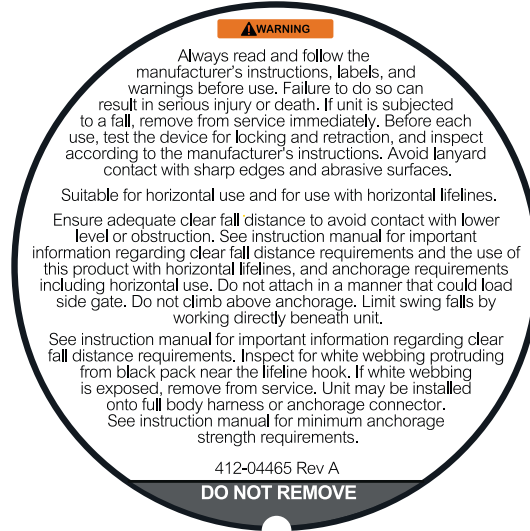 WARNING
Always read and follow the
manufacturer's instructions, labels, and
warnings before use. Failure to do so can
result in serious injury or death. If unit is subjected
to a fall, remove from service immediately. Before each
use, test the device for locking and retraction, and inspect
according to the manufacturer's instructions. Avoid lanyard
contact with sharp edges and abrasive surfaces.
Suitable for horizontal use and for use with horizontal lifelines.
Ensure adequate clear fall distance to avoid contact with lower
level or obstruction. See instruction manual for important
information regarding clear fall distance requirements and the use of
this product with horizontal lifelines, and anchorage requirements
including horizontal use. Do not attach in a manner that could load
side gate. Do not climb above anchorage. Limit swing falls by
working directly beneath unit.
See instruction manual for important information regarding clear
fall distance requirements. Inspect for white webbing protruding
from black pack near the lifeline hook. If white webbing
is exposed, remove from service. Unit may be installed
onto full body harness or anchorage connector.
See instruction manual for minimum anchorage
strength requirements.
412-04465 Rev A
DO NOT REMOVE